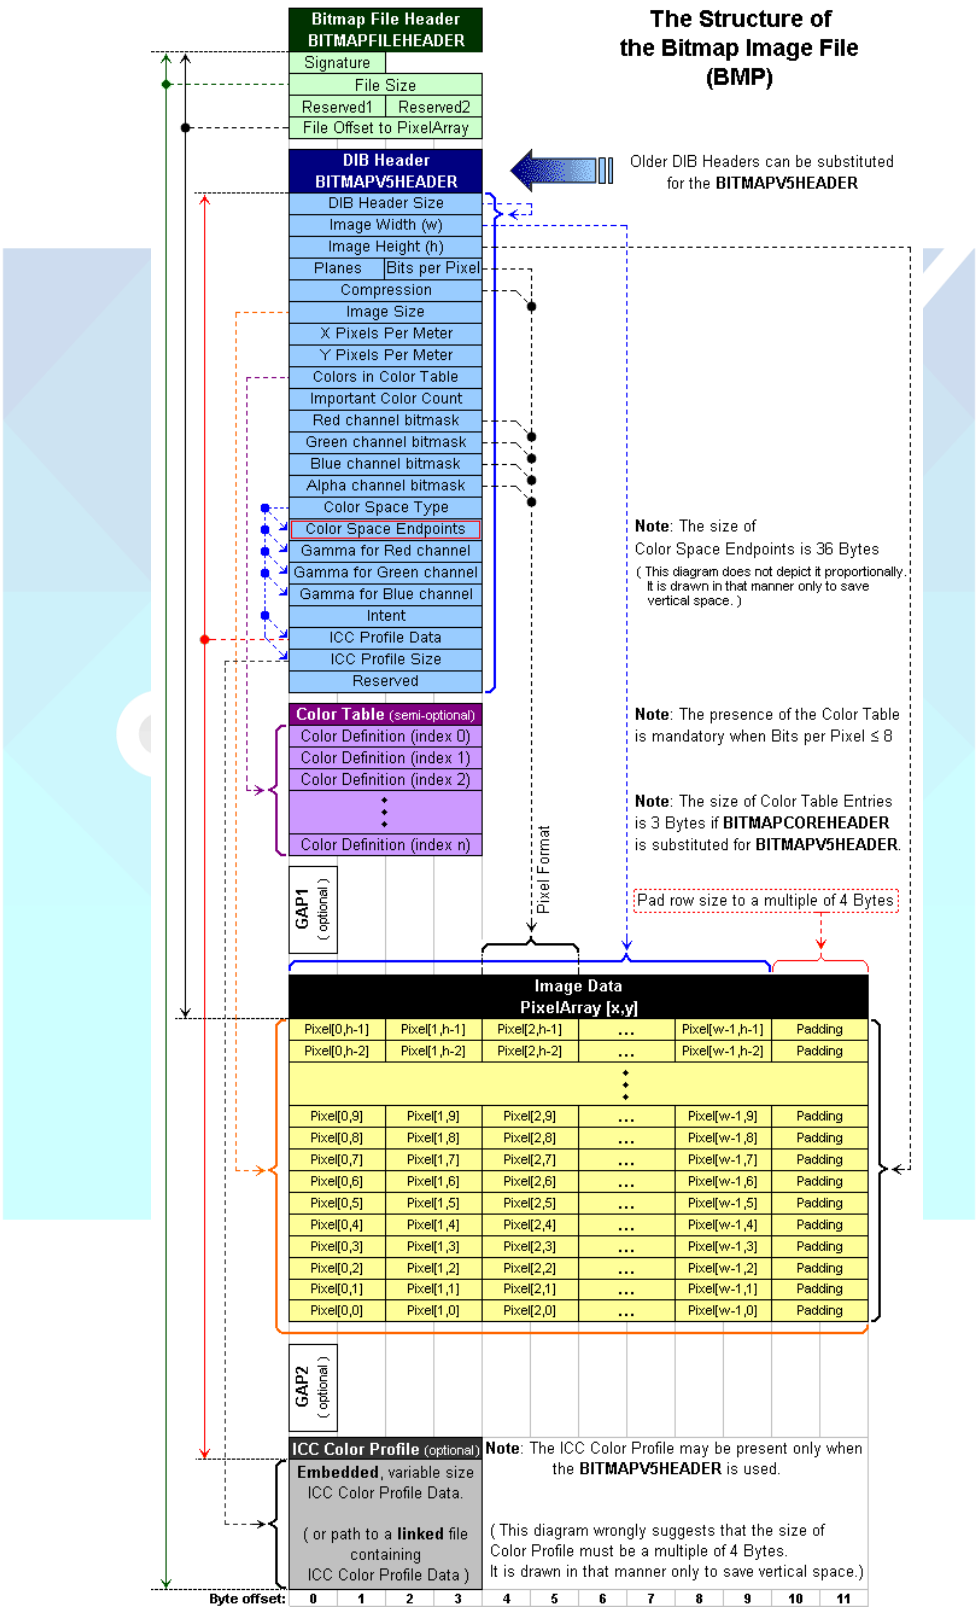 The Structure of
the Bitmap Image File
(BMP)
Bitmap File Header
BITMAPFILEHEADER
Signature
File Size
Reserved1 Reserved2
File Offset to PixelArray
DIB Header
BITMAPV5HEADER
Older DIB Headers can be substituted
for the BITMAPV5HEADER
DIB Header Size
Image Width (w)
Image Height (h)
Planes Bits per Pixel
Compression
Image Size
X Pixels Per Meter
Y Pixels Per Meter
Colors in Color Table
Important Color Count
Red channel bitmask
Green channel bitmask
Blue channel bitmask
Alpha channel bitmask
Color Space Type
Color Space Endpoints
Gamma for Red channel
Gamma for Green channel
Gamma for Blue channel
Intent
ICC Profile Data
ICC Profile Size
Reserved
Note: The size of
Color Space Endpoints is 36 Bytes
( This diagram does not depict it proportionally.
It is drawn in that manner only to save
vertical space. )
Color Table (semi-optional)
Color Definition (index 0)
Color Definition (index 1)
Color Definition (index 2)
Color Definition (index n)
Note: The presence of the Color Table
is mandatory when Bits per Pixel ≤ 8
Note: The size of Color Table Entries
is 3 Bytes if BITMAPCOREHEADER
is substituted for BITMAPV5HEADER.
Pixel Format
GAP1
( optional )
Pad row size to a multiple of 4 Bytes
Image Data
PixelArray [x,y]
Pixel[0,h-1] Pixel[1,h-1] Pixel[2,h-1] ... Pixel[w-1,h-1] Padding
Pixel[0,h-2] Pixel[1,h-2] Pixel[2,h-2] ... Pixel[w-1,h-2] Padding
Pixel[0,9] Pixel[1,9] Pixel[2,9] ... Pixel[w-1,9] Padding
Pixel[0,8] Pixel[1,8] Pixel[2,8] ... Pixel[w-1,8] Padding
Pixel[0,7] Pixel[1,7] Pixel[2,7] ... Pixel[w-1,7] Padding
Pixel[0,6] Pixel[1,6] Pixel[2,6] ... Pixel[w-1,6] Padding
Pixel[0,5] Pixel[1,5] Pixel[2,5] ... Pixel[w-1,5] Padding
Pixel[0,4] Pixel[1,4] Pixel[2,4] ... Pixel[w-1,4] Padding
Pixel[0,3] Pixel[1,3] Pixel[2,3] ... Pixel[w-1,3] Padding
Pixel[0,2] Pixel[1,2] Pixel[2,2] ... Pixel[w-1,2] Padding
Pixel[0,1] Pixel[1,1] Pixel[2,1] ... Pixel[w-1,1] Padding
Pixel[0,0] Pixel[1,0] Pixel[2,0] ... Pixel[w-1,0] Padding
GAP2
( optional )
ICC Color Profile (optional)
Embedded, variable size
ICC Color Profile Data.
( or path to a linked file
containing
ICC Color Profile Data )
Note: The ICC Color Profile may be present only when
the BITMAPV5HEADER is used.
( This diagram wrongly suggests that the size of
Color Profile must be a multiple of 4 Bytes.
It is drawn in that manner only to save vertical space.)
Byte offset: 0 1 2 3 4 5 6 7 8 9 10 11